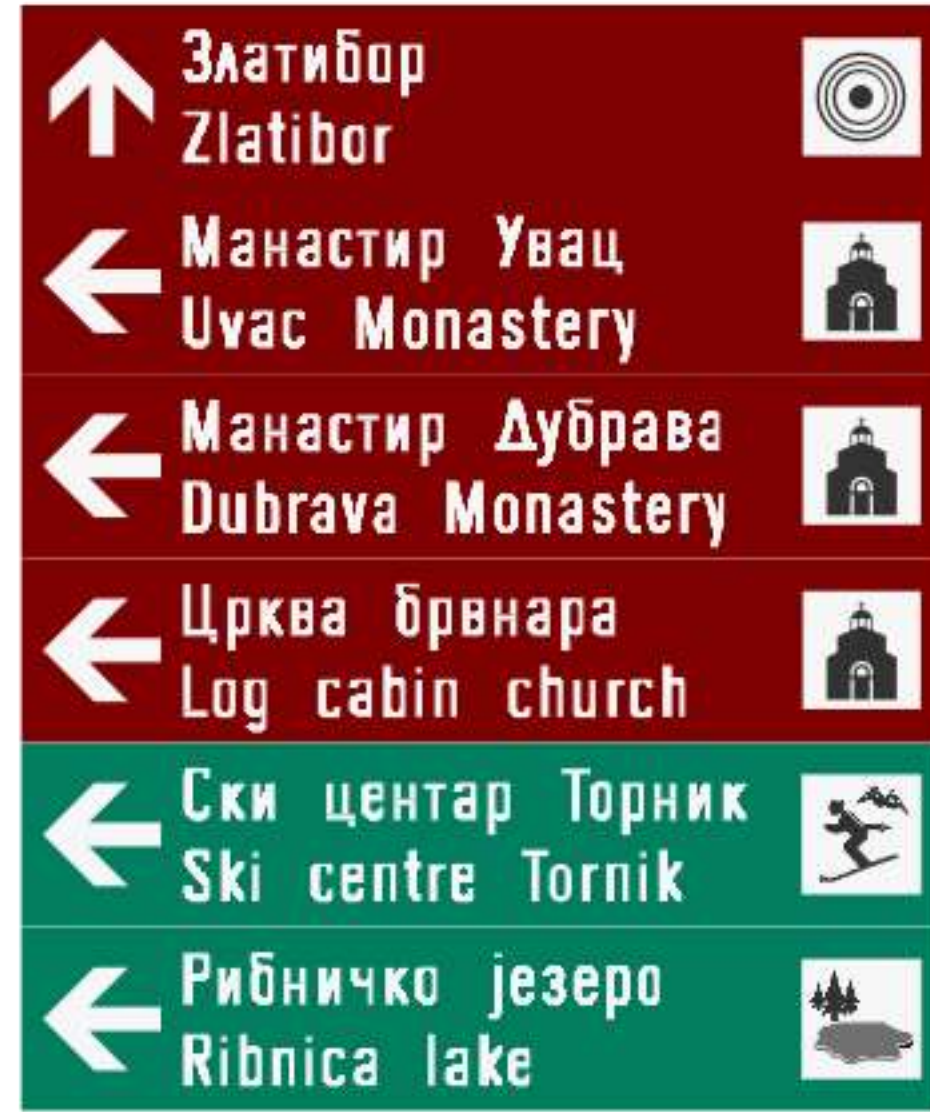 Златибор
Zlatibor
Манастир Увац
Uvac Monastery
Манастир Дубрава
Dubrava Monastery
Црква брвнара
Log cabin church
Ски центар Торник
Ski centre Tornik
Рибничко језеро
Ribnica lake